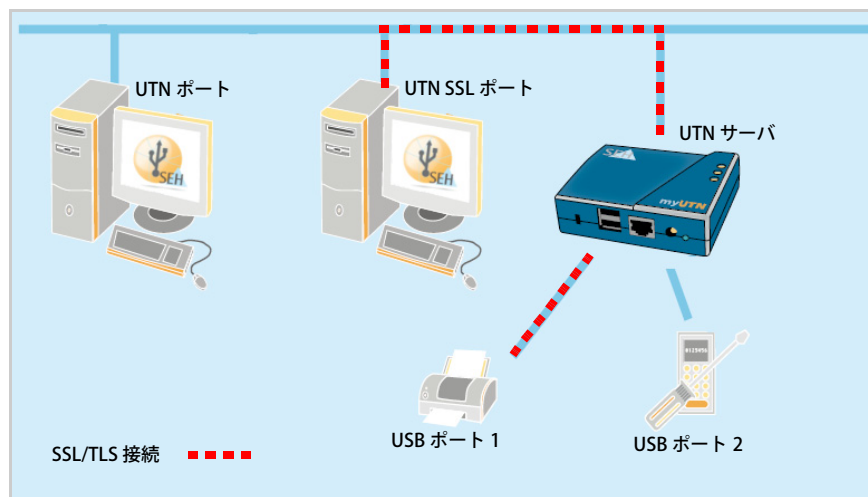 UTN ポート
UTN SSL ポート
UTN サーバ
SEH
SEH
SEH
myUTN
0123456
USB ポート 1
USB ポート 2
SSL/TLS 接続